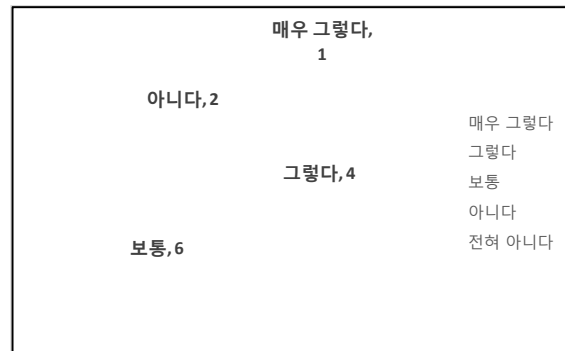 매우 그렇다,
1
아니다, 2
그렇다, 4
보통, 6
매우 그렇다
그렇다
보통
아니다
전혀 아니다